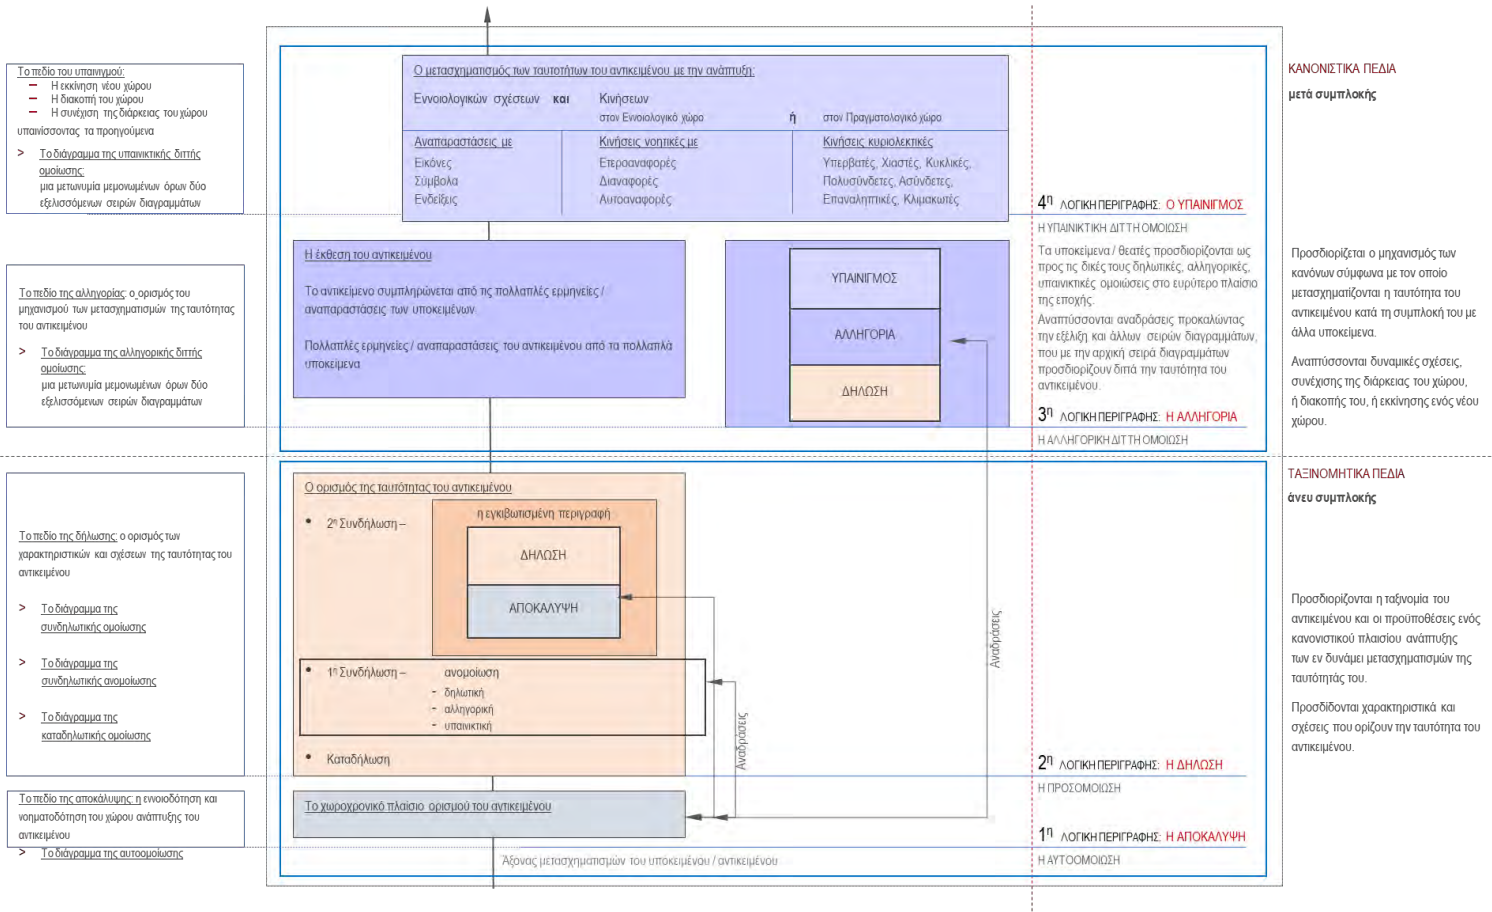 Το πεδίο του υπαινιγμού:
– Η εκκίνηση νέου χώρου
– Η διακοπή του χώρου
– Η συνέχιση της διάρκειας του χώρου
υπαινίσσοντας τα προηγούμενα
> Το διάγραμμα της υπαινικτικής διττής
ομοίωσης:
μια μετωνυμία μεμονωμένων όρων δύο
εξελισσόμενων σειρών διαγραμμάτων
Το πεδίο της αλληγορίας: ο ορισμός του
μηχανισμού των μετασχηματισμών της ταυτότητας
του αντικειμένου
> Το διάγραμμα της αλληγορικής διττής
ομοίωσης:
μια μετωνυμία μεμονωμένων όρων δύο
εξελισσόμενων σειρών διαγραμμάτων
Το πεδίο της δήλωσης: ο ορισμός των
χαρακτηριστικών και σχέσεων της ταυτότητας του
αντικειμένου
> Το διάγραμμα της
συνδηλωτικής ομοίωσης
> Το διάγραμμα της
συνδηλωτικής ανομοίωσης
> Το διάγραμμα της
καταδηλωτικής ομοίωσης
Το πεδίο της αποκάλυψης: η εννοιοδότηση και
νοηματοδότηση του χώρου ανάπτυξης του
αντικειμένου
> Το διάγραμμα της αυτοομοίωσης
Ο μετασχηματισμός των ταυτοτήτων του αντικειμένου με την ανάπτυξη:
Εννοιολογικών σχέσεων και Κινήσεων
στον Εννοιολογικό χώρο ή στον Πραγματολογικό χώρο
Αναπαραστάσεις με
Εικόνες
Σύμβολα
Ενδείξεις
Κινήσεις νοητικές με
Ετεροαναφορές
Διαναφορές
Αυτοαναφορές
Κινήσεις κυριολεκτικές
Υπερβατές, Χιαστές, Κυκλικές,
Πολυσύνδετες, Ασύνδετες,
Επαναληπτικές, Κλιμακωτές
Η έκθεση του αντικειμένου
Το αντικείμενο συμπληρώνεται από τις πολλαπλές ερμηνείες /
αναπαραστάσεις των υποκειμένων
Πολλαπλές ερμηνείες / αναπαραστάσεις του αντικειμένου από τα πολλαπλά
υποκείμενα
ΥΠΑΙΝΙΓΜΟΣ
ΑΛΛΗΓΟΡΙΑ
ΔΗΛΩΣΗ
Ο ορισμός της ταυτότητας του αντικειμένου
• 2η Συνδήλωση –
η εγκιβωτισμένη περιγραφή
ΔΗΛΩΣΗ
ΑΠΟΚΑΛΥΨΗ
• 1η Συνδήλωση – ανομοίωση
- δηλωτική
- αλληγορική
- υπαινικτική
• Καταδήλωση
Αναδράσεις
Αναδράσεις
Το χωροχρονικό πλαίσιο ορισμού του αντικειμένου
Άξονας μετασχηματισμών του υποκειμένου / αντικειμένου
4η ΛΟΓΙΚΗ ΠΕΡΙΓΡΑΦΗΣ: Ο ΥΠΑΙΝΙΓΜΟΣ
Η ΥΠΑΙΝΙΚΤΙΚΗ ΔΙΤΤΗ ΟΜΟΙΩΣΗ
Τα υποκείμενα / θεατές προσδιορίζονται ως
προς τις δικές τους δηλωτικές, αλληγορικές,
υπαινικτικές ομοιώσεις στο ευρύτερο πλαίσιο
της εποχής.
Αναπτύσσονται αναδράσεις προκαλώντας
την εξέλιξη και άλλων σειρών διαγραμμάτων,
που με την αρχική σειρά διαγραμμάτων
προσδιορίζουν διττά την ταυτότητα του
αντικειμένου.
3η ΛΟΓΙΚΗ ΠΕΡΙΓΡΑΦΗΣ: Η ΑΛΛΗΓΟΡΙΑ
Η ΑΛΛΗΓΟΡΙΚΗ ΔΙΤΤΗ ΟΜΟΙΩΣΗ
2η ΛΟΓΙΚΗ ΠΕΡΙΓΡΑΦΗΣ: Η ΔΗΛΩΣΗ
Η ΠΡΟΣΟΜΟΙΩΣΗ
1η ΛΟΓΙΚΗ ΠΕΡΙΓΡΑΦΗΣ: Η ΑΠΟΚΑΛΥΨΗ
Η ΑΥΤΟΟΜΟΙΩΣΗ
ΚΑΝΟΝΙΣΤΙΚΑ ΠΕΔΙΑ
μετά συμπλοκής
Προσδιορίζεται ο μηχανισμός των
κανόνων σύμφωνα με τον οποίο
μετασχηματίζονται η ταυτότητα του
αντικειμένου κατά τη συμπλοκή του με
άλλα υποκείμενα.
Αναπτύσσονται δυναμικές σχέσεις,
συνέχισης της διάρκειας του χώρου,
ή διακοπής του, ή εκκίνησης ενός νέου
χώρου.
ΤΑΞΙΝΟΜΗΤΙΚΑ ΠΕΔΙΑ
άνευ συμπλοκής
Προσδιορίζονται η ταξινομία του
αντικειμένου και οι προϋποθέσεις ενός
κανονιστικού πλαισίου ανάπτυξης
των εν δυνάμει μετασχηματισμών της
ταυτότητάς του.
Προσδίδονται χαρακτηριστικά και
σχέσεις που ορίζουν την ταυτότητα του
αντικειμένου.